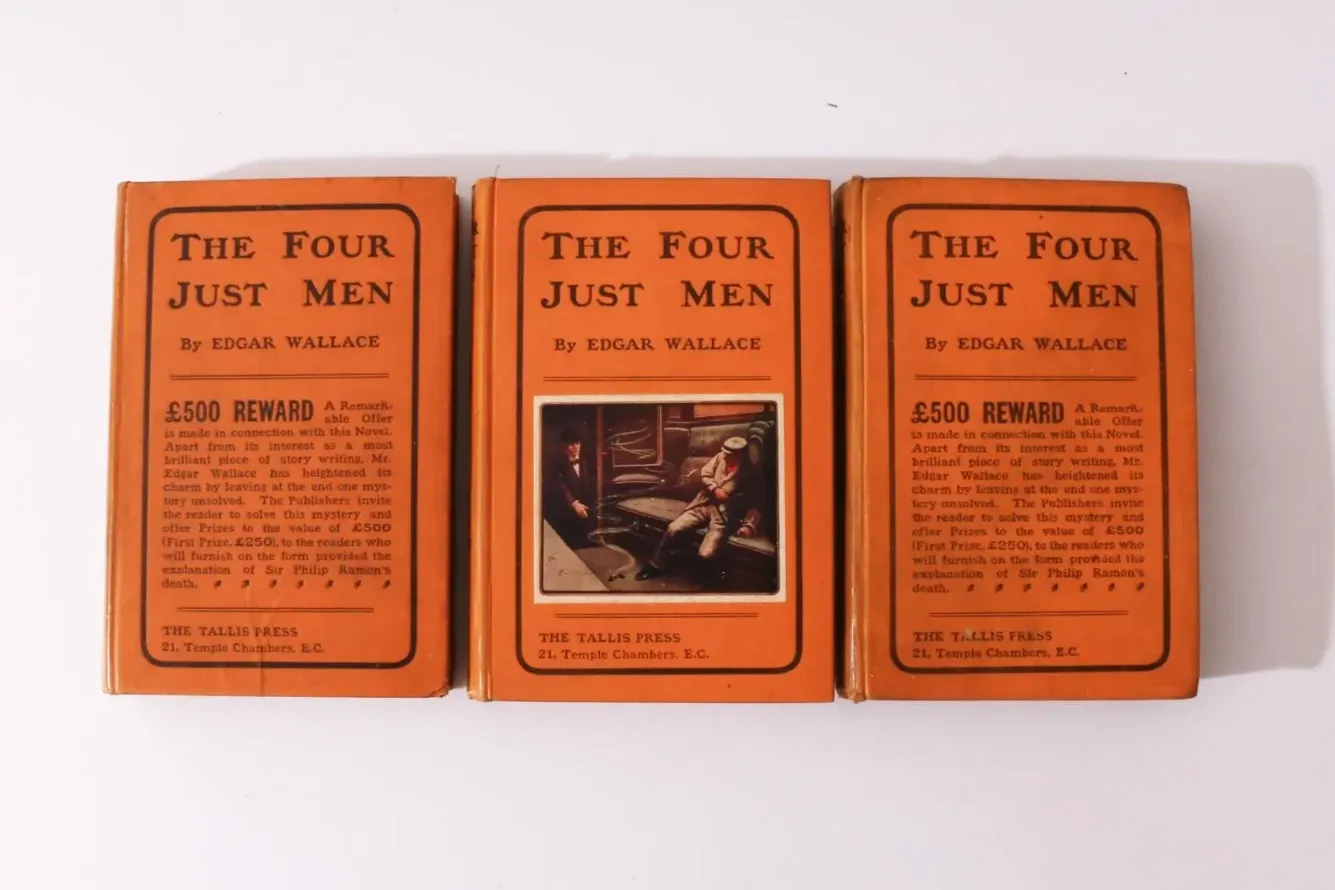 THE FOUR
JUST MEN
By EDGAR WALLACE
£500 REWARD A Remark-
able Offer
is made in connection with this Novel.
Apart from its interest as a most
brilliant piece of story writing, Mr.
Edgar Wallace has heightened its
charm by leaving at the end one mys-
tery unsolved. The Publishers invite
the reader to solve this mystery and
offer Prizes to the value of £500
(First Prize, £250), to the readers who
will furnish on the form provided the
explanation of Sir Philip Ramon's
death.
THE TALLIS PRESS
21, Temple Chambers, E.C.
THE FOUR
JUST MEN
By EDGAR WALLACE
THE TALLIS PRESS
21, Temple Chambers, E.C.
THE FOUR
JUST MEN
By EDGAR WALLACE
£500 REWARD A Remark-
able Offer
is made in connection with this Novel.
Apart from its interest as a most
brilliant piece of story writing, Mr.
Edgar Wallace has heightened its
charm by leaving at the end one mys-
tery unsolved. The Publishers invite
the reader to solve this mystery and
offer Prizes to the value of £500
(First Prize, £250), to the readers who
will furnish on the form provided the
explanation of Sir Philip Ramon's
death.
THE TALLIS PRESS
21, Temple Chambers, E.C.